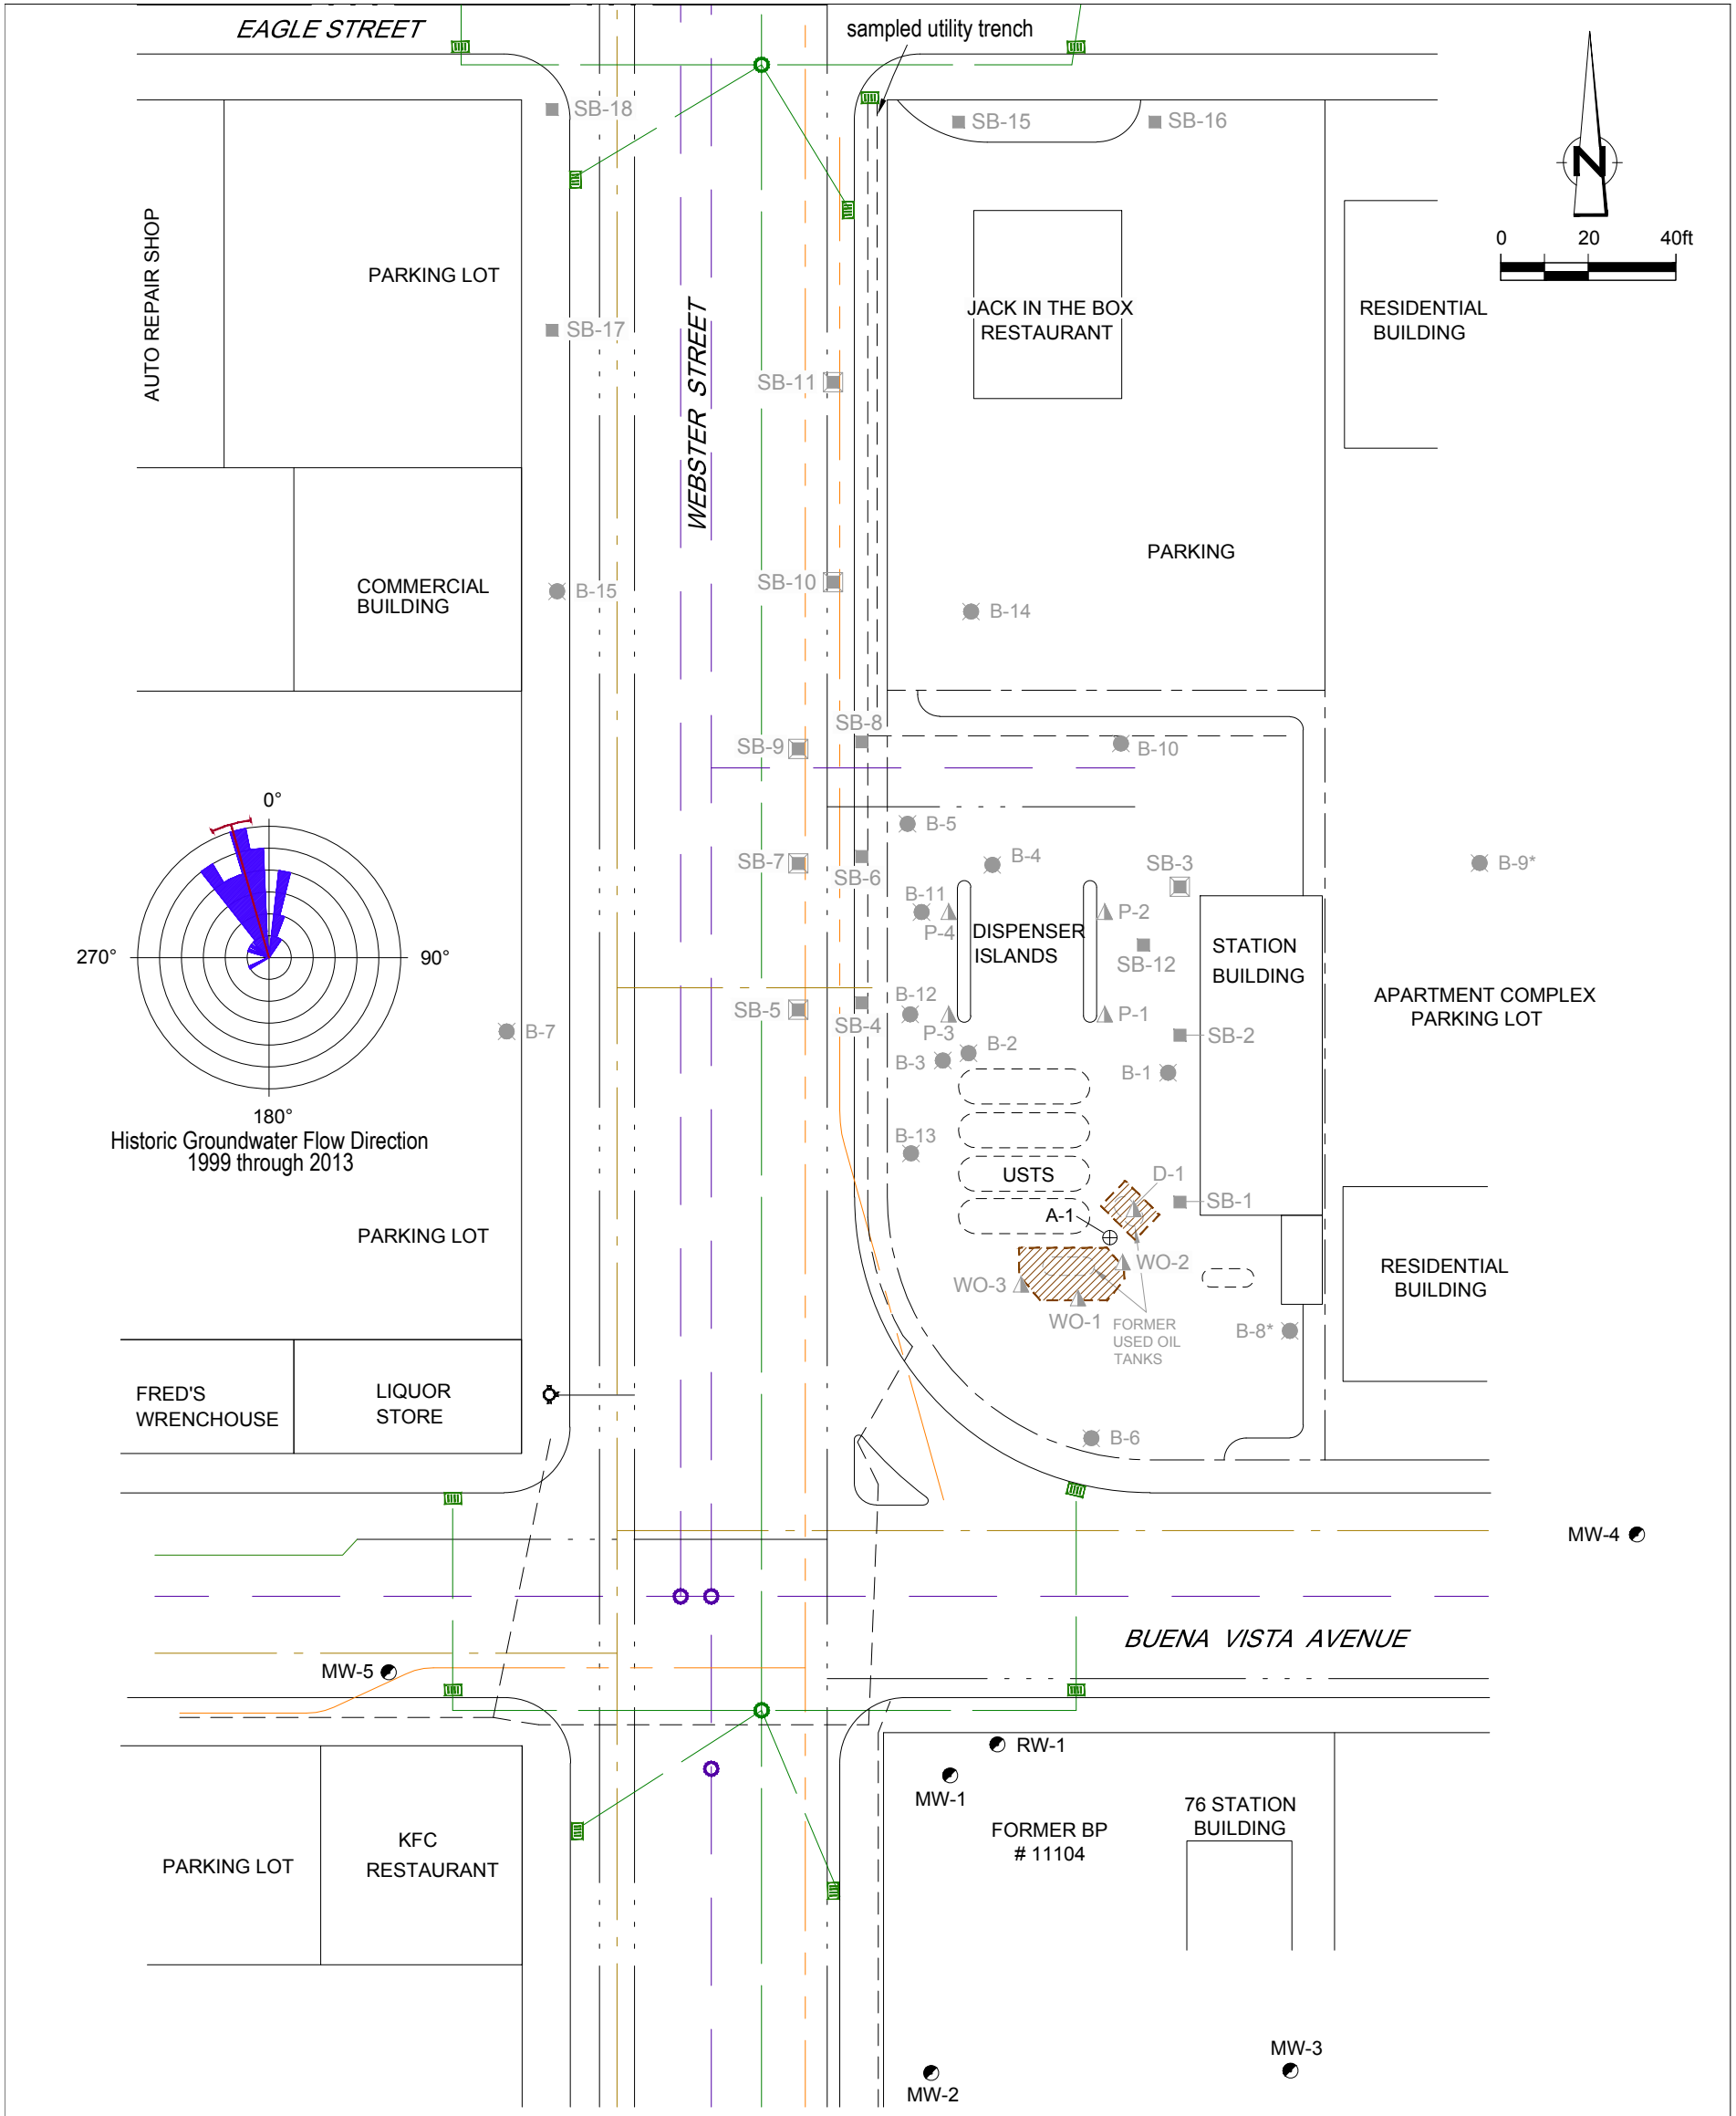 EAGLE STREET
sampled utility trench
SB-18
SB-15
SB-16
N
0 20 40ft
AUTO REPAIR SHOP
PARKING LOT
WEBSTER STREET
JACK IN THE BOX
RESTAURANT
RESIDENTIAL
BUILDING
SB-17
SB-11
PARKING
COMMERCIAL
BUILDING
B-15
SB-10
B-14
SB-8
SB-9
B-10
0°
270°
90°
180°
Historic Groundwater Flow Direction
1999 through 2013
B-5
SB-7
SB-6
B-4
SB-3
B-9*
B-11
P-4
P-2
DISPENSER
ISLANDS
SB-12
STATION
BUILDING
APARTMENT COMPLEX
PARKING LOT
SB-5
SB-4
B-12
P-3
P-1
B-7
B-3
B-2
SB-2
B-1
B-13
USTS
D-1
SB-1
A-1
PARKING LOT
WO-2
WO-3
WO-1
FORMER
USED OIL
TANKS
B-8*
RESIDENTIAL
BUILDING
FRED'S
WRENCHOUSE
LIQUOR
STORE
B-6
MW-4
BUENA VISTA AVENUE
MW-5
RW-1
MW-1
FORMER BP
# 11104
76 STATION
BUILDING
PARKING LOT
KFC
RESTAURANT
MW-2
MW-3